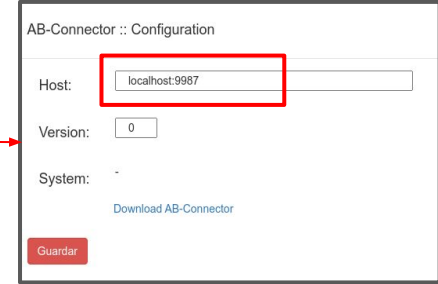 AB-Connector :: Configuration
Host: localhost:9987
Version: 0
System: -
Download AB-Connector
Guardar